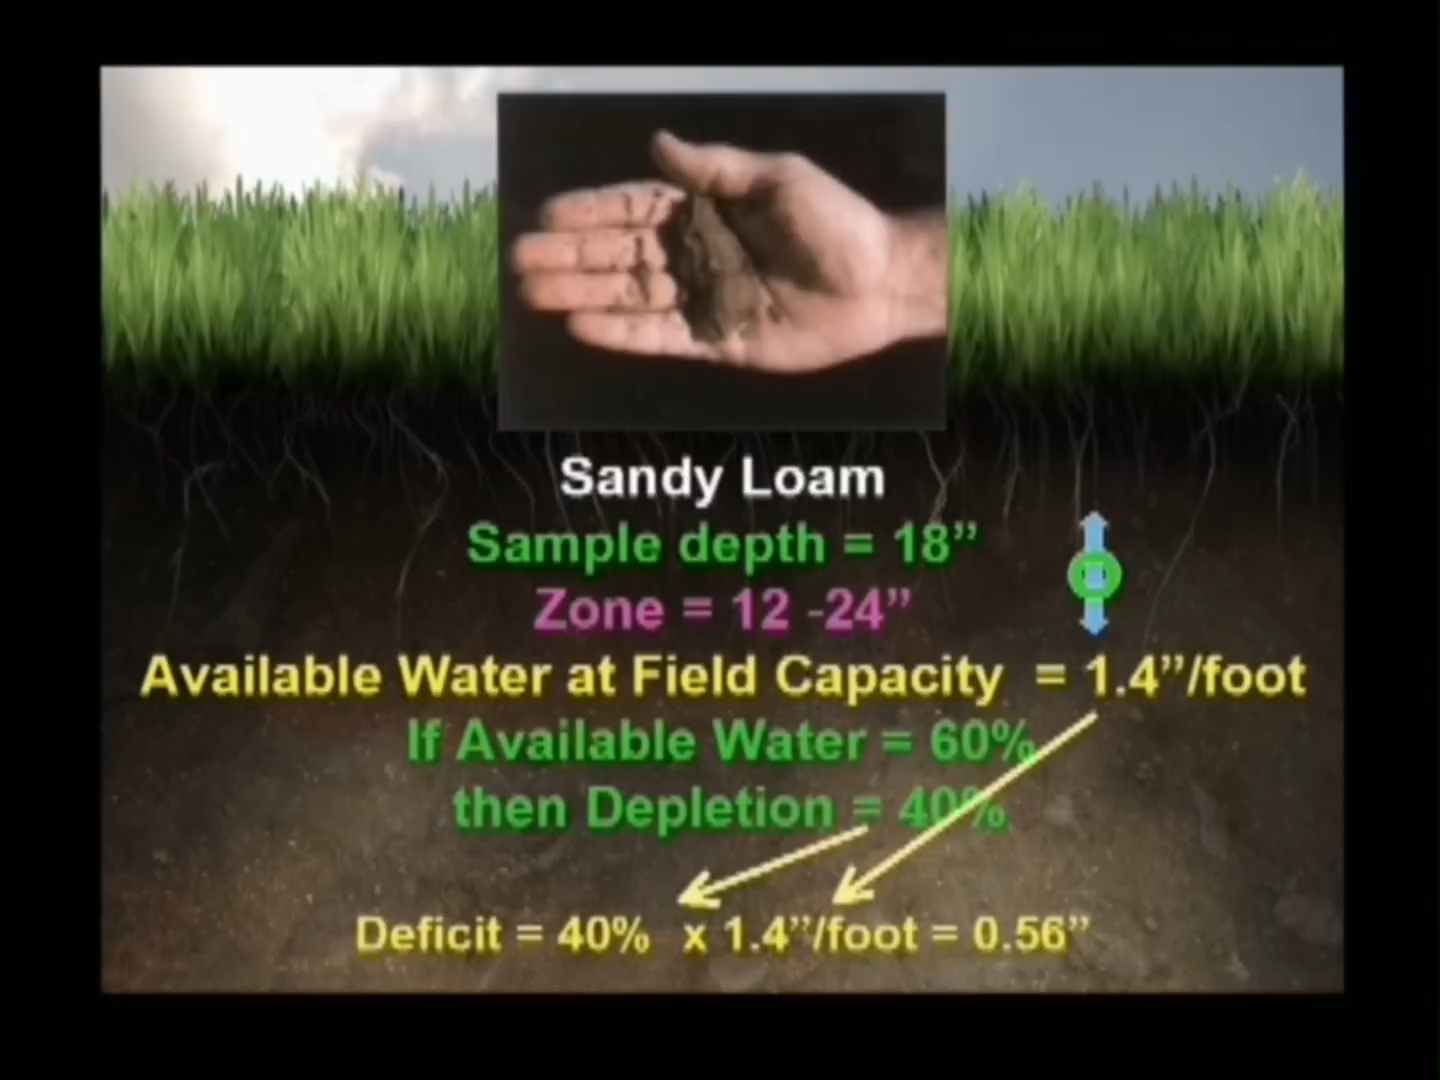 Sandy Loam
Sample depth = 18”
Zone = 12 -24”
Available Water at Field Capacity = 1.4”/foot
If Available Water = 60%
then Depletion = 40%
Deficit = 40% x 1.4”/foot = 0.56”